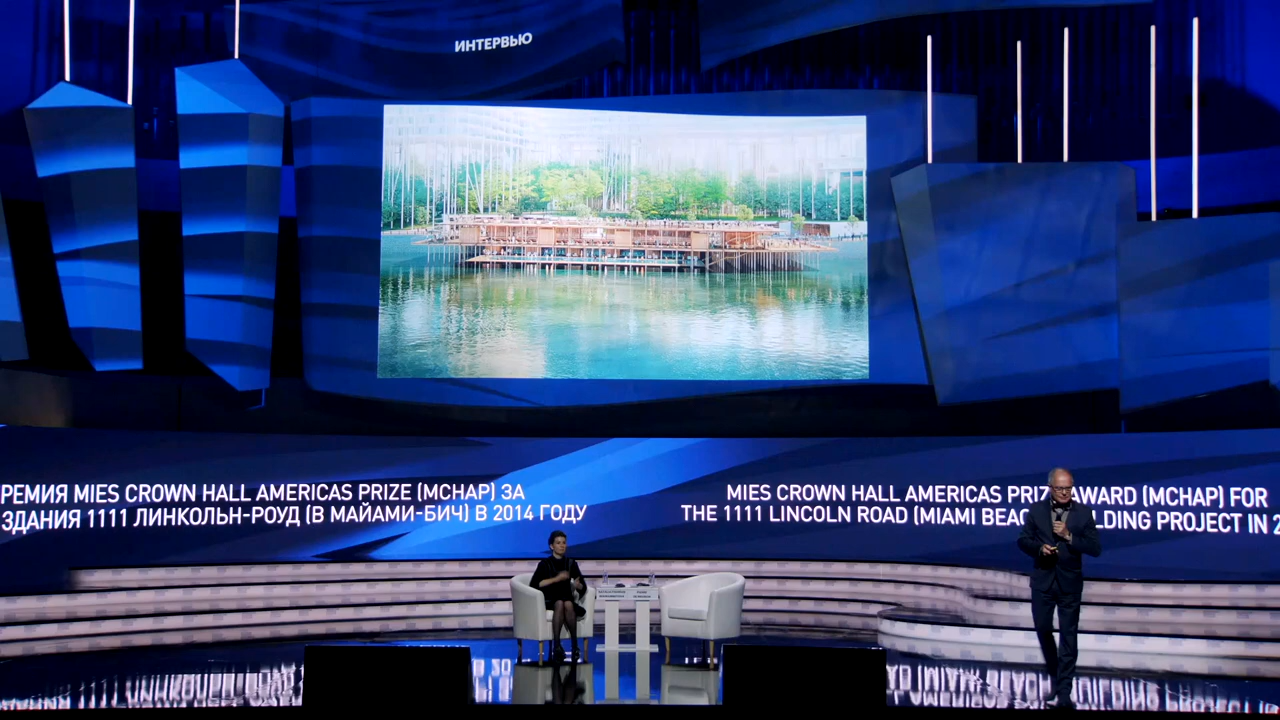 ИНТЕРВЬЮ
РЕМИЯ MIES CROWN HALL AMERICAS PRIZE (MCHAP) ЗА
ЗДАНИЯ 1111 ЛИНКОЛЬН-РОУД (В МАЙАМИ-БИЧ) В 2014 ГОДУ
MIES CROWN HALL AMERICAS PRIZE AWARD (MCHAP) FOR
THE 1111 LINCOLN ROAD (MIAMI BEAC LDING PROJECT IN 2